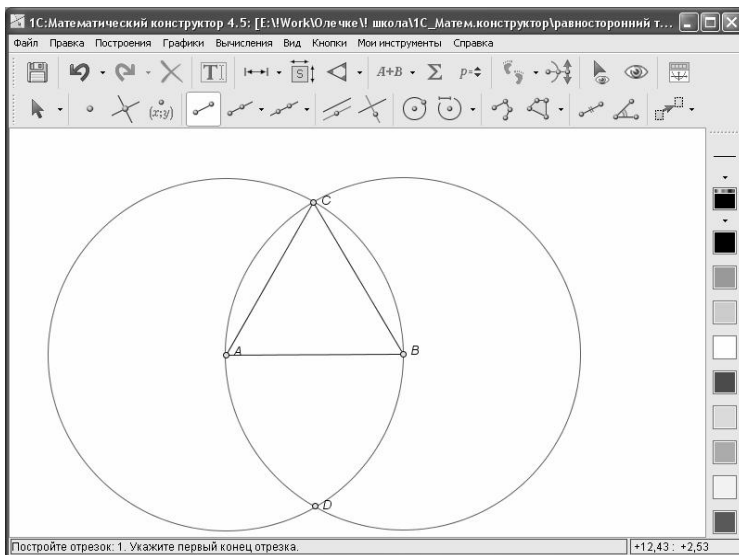 1С:Математический конструктор 4.5: [E:\!Work\Олечке\! школа\1С_Матем.конструктор\равносторонний т...
Файл Правка Построения Графики Вычисления Вид Кнопки Мои инструменты Справка
T S A+B Σ p=
(x;y)
C
A
B
D
Постройте отрезок: 1. Укажите первый конец отрезка.
+12,43 : +2,53